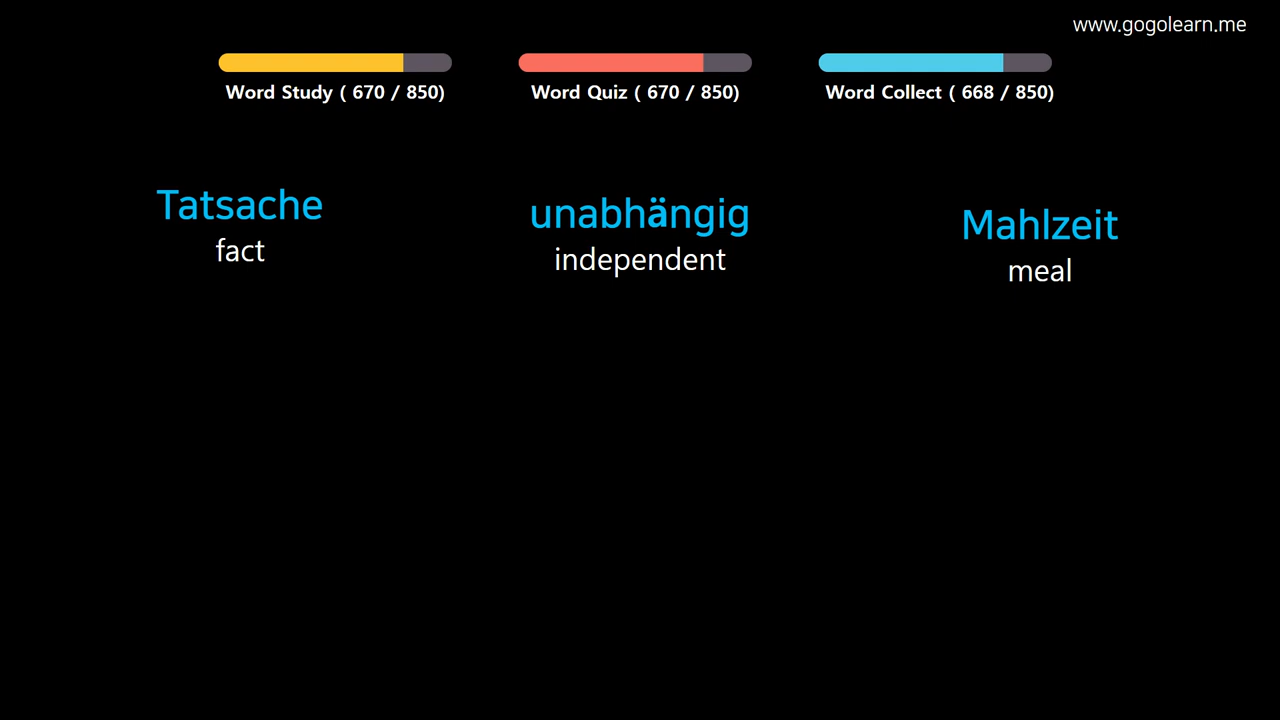 www.gogolearn.me
Word Study ( 670 / 850)
Word Quiz ( 670 / 850)
Word Collect ( 668 / 850)
Tatsache
fact
unabhängig
independent
Mahlzeit
meal